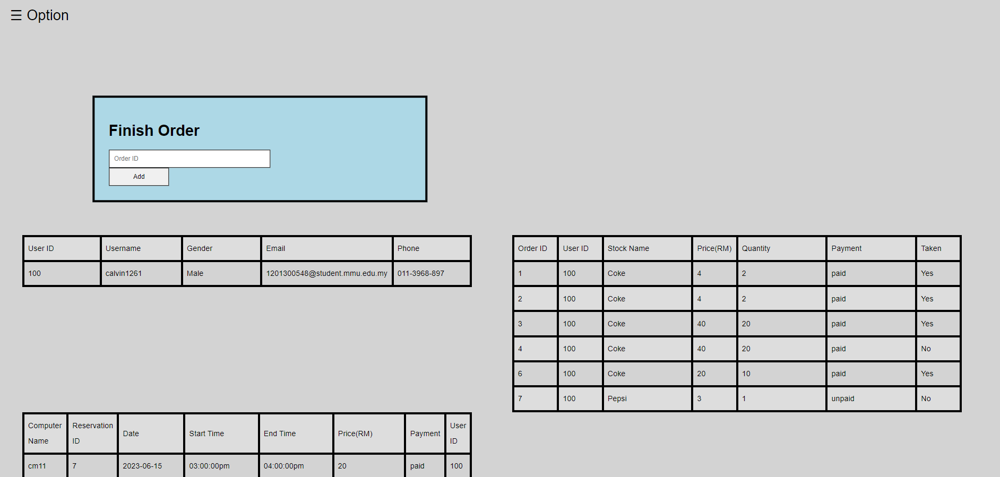 ☰ Option
Finish Order
Order ID
Add
User ID Username Gender Email Phone
100 calvin1261 Male 1201300548@student.mmu.edu.my 011-3968-897
Order ID User ID Stock Name Price(RM) Quantity Payment Taken
1 100 Coke 4 2 paid Yes
2 100 Coke 4 2 paid Yes
3 100 Coke 40 20 paid Yes
4 100 Coke 40 20 paid No
6 100 Coke 20 10 paid Yes
7 100 Pepsi 3 1 unpaid No
Computer Name Reservation ID Date Start Time End Time Price(RM) Payment User ID
cm11 7 2023-06-15 03:00:00pm 04:00:00pm 20 paid 100